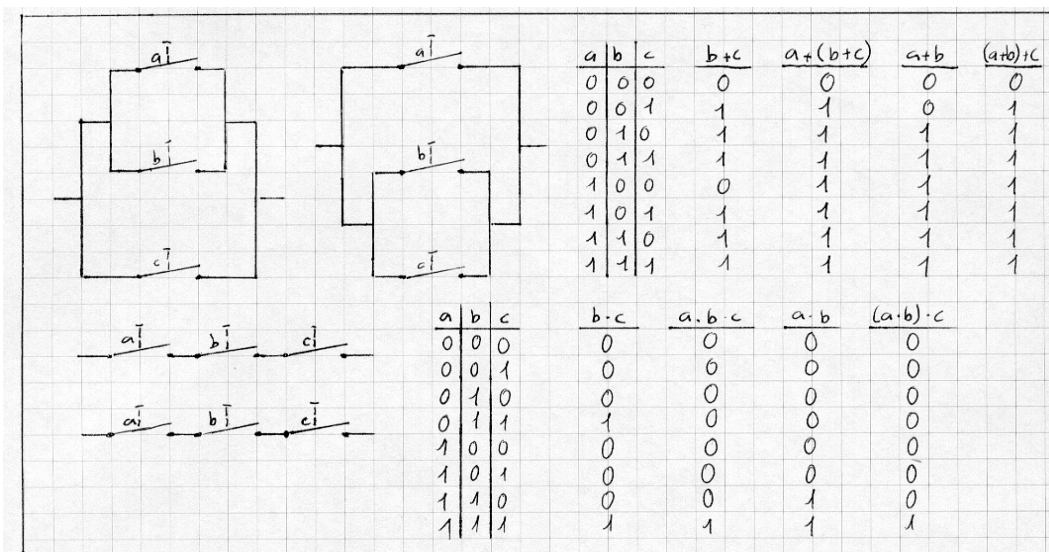 a
b
c
a
b
c
a b c b+c a+(b+c) a+b (a+b)+c
0 0 0 0 0 0 0
0 0 1 1 1 0 1
0 1 0 1 1 1 1
0 1 1 1 1 1 1
1 0 0 0 1 1 1
1 0 1 1 1 1 1
1 1 0 1 1 1 1
1 1 1 1 1 1 1
a b c
a b c
a b c b·c a·b·c a·b (a·b)·c
0 0 0 0 0 0 0
0 0 1 0 0 0 0
0 1 0 0 0 0 0
0 1 1 1 0 0 0
1 0 0 0 0 0 0
1 0 1 0 0 0 0
1 1 0 0 0 1 0
1 1 1 1 1 1 1